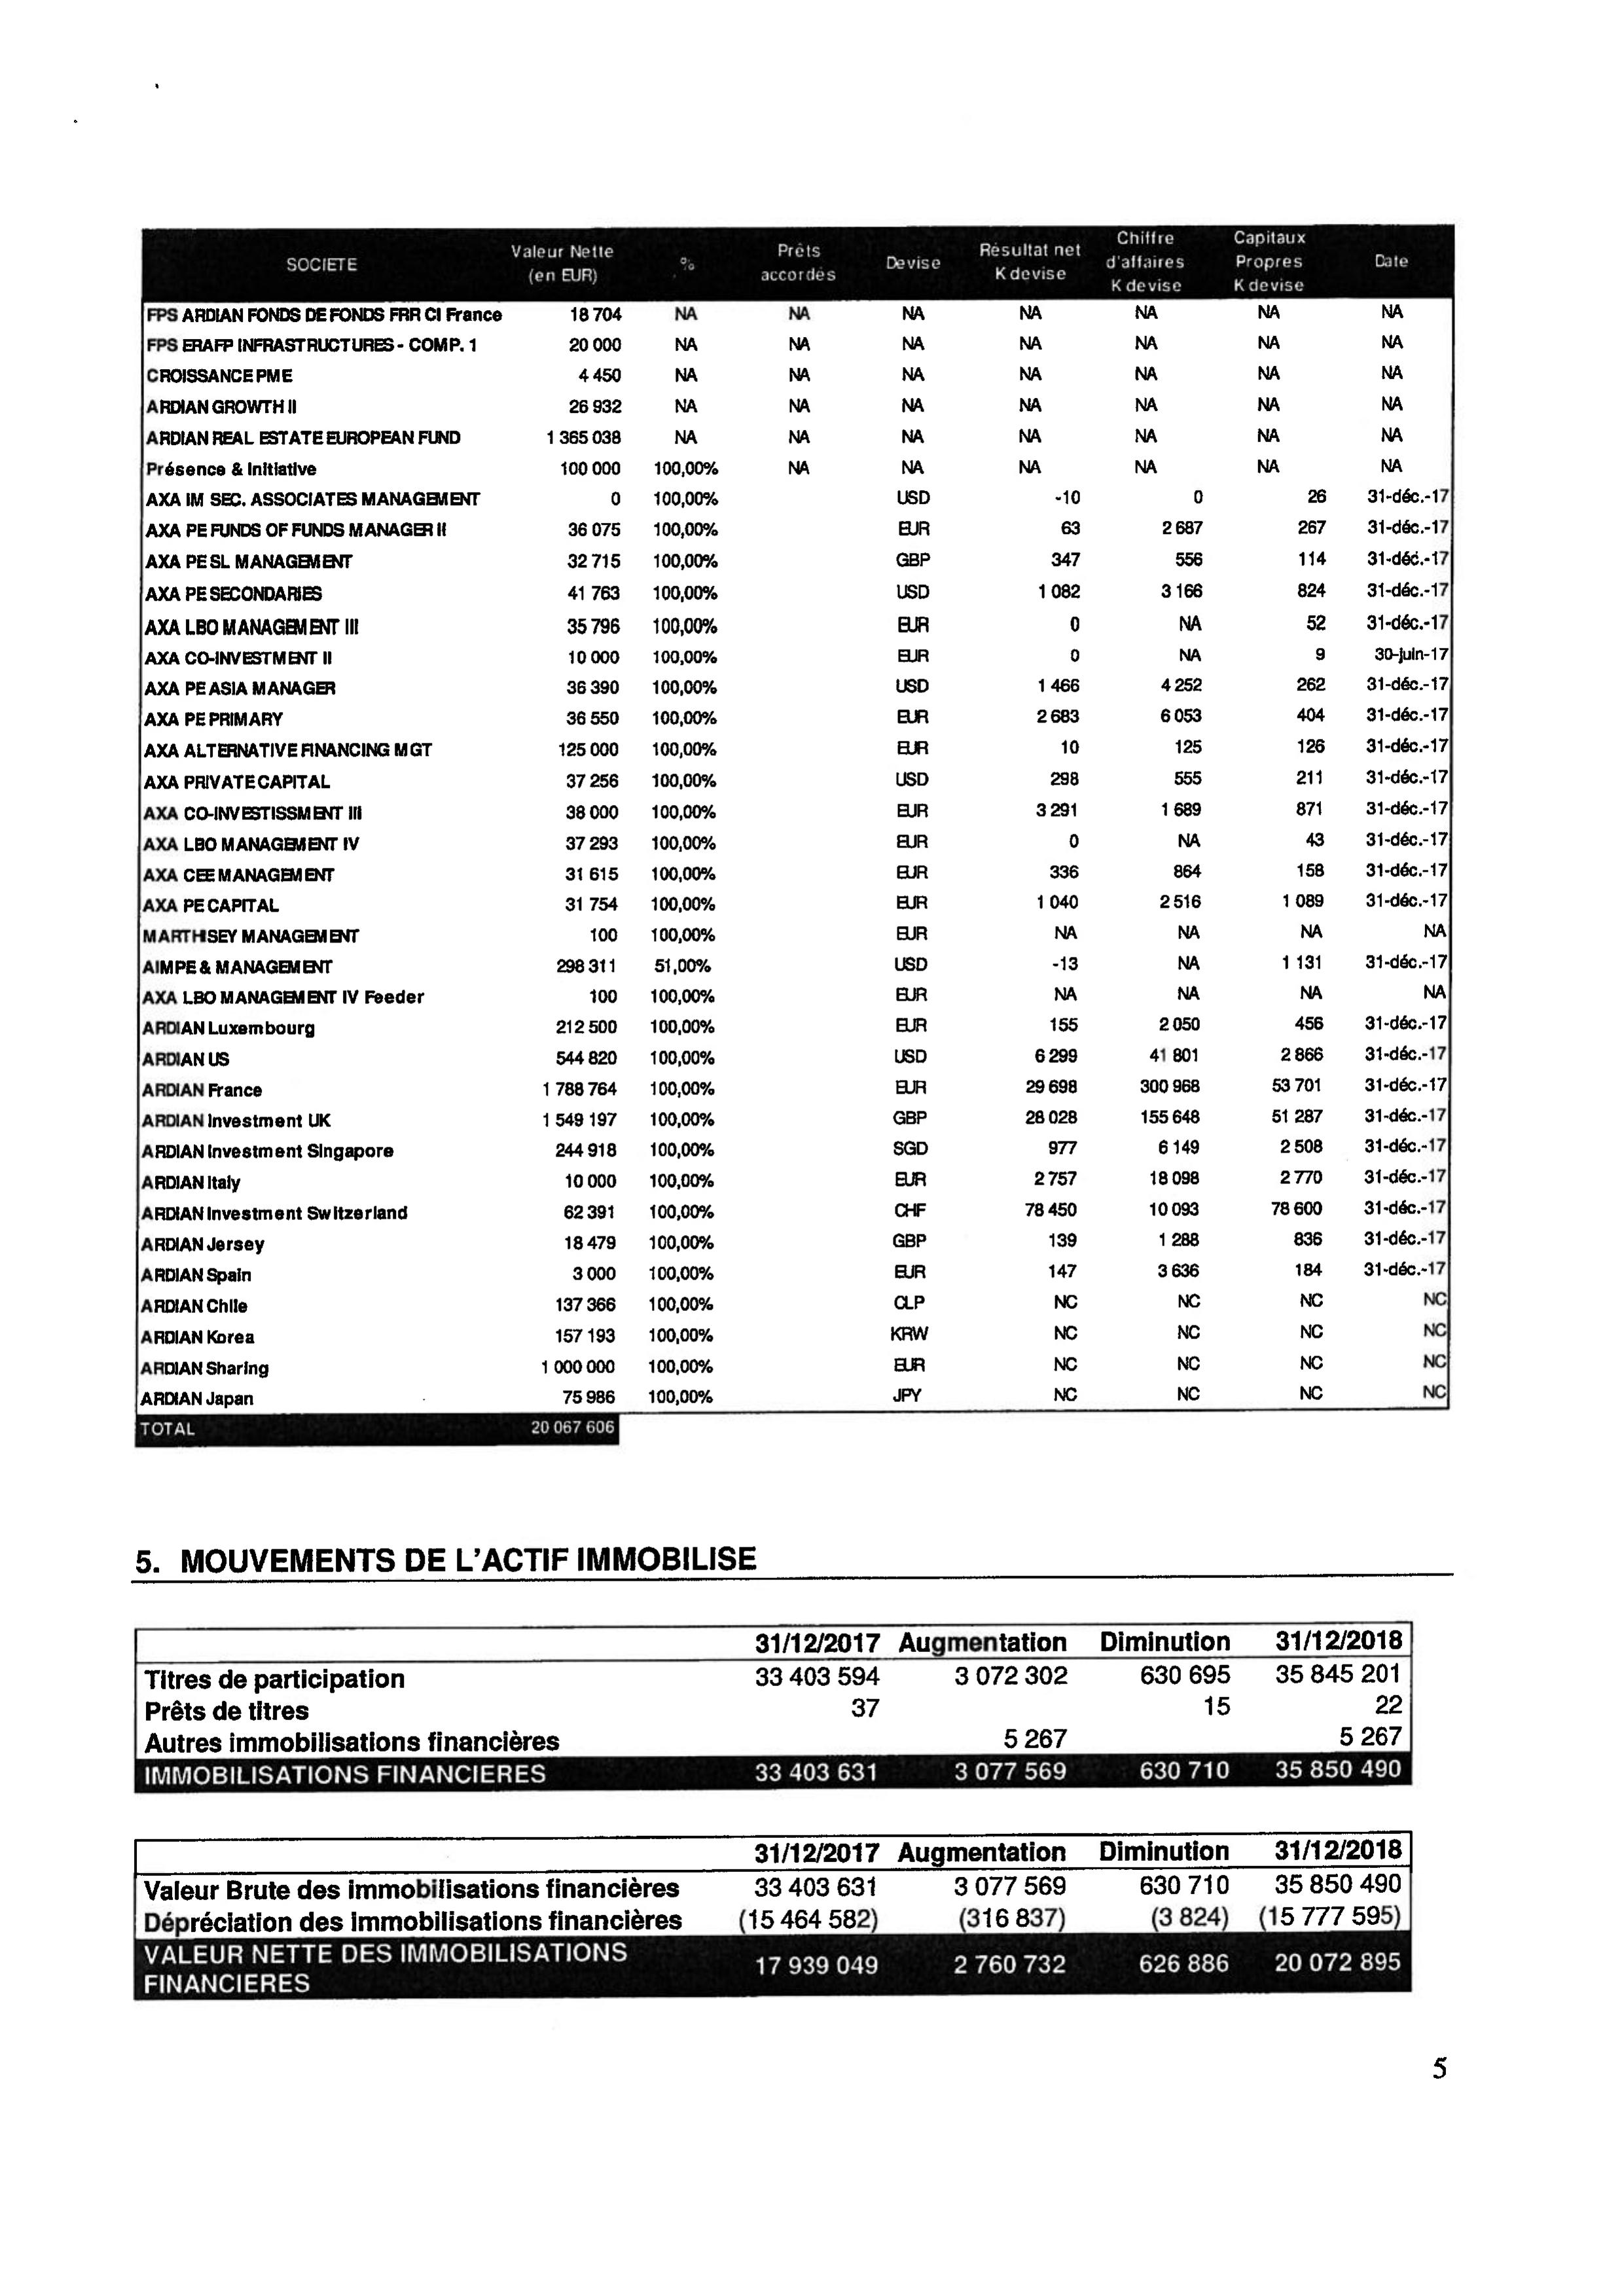 SOCIETE Valeur Nette (en EUR) % Prêts accordés Devise Résultat net K devise Chiffre d'affaires K devise Capitaux Propres K devise Date
FPS ARDIAN FONDS DE FONDS FRR CI France 18 704 NA NA NA NA NA NA NA
FPS ERAFP INFRASTRUCTURES - COMP. 1 20 000 NA NA NA NA NA NA NA
CROISSANCE PME 4 450 NA NA NA NA NA NA NA
ARDIAN GROWTH II 26 932 NA NA NA NA NA NA NA
ARDIAN REAL ESTATE EUROPEAN FUND 1 365 038 NA NA NA NA NA NA NA
Présence & Initiative 100 000 100,00% NA NA NA NA NA NA
AXA IM SEC. ASSOCIATES MANAGEMENT 0 100,00% USD -10 0 26 31-déc.-17
AXA PE FUNDS OF FUNDS MANAGER II 36 075 100,00% EUR 63 2 687 267 31-déc.-17
AXA PE SL MANAGEMENT 32 715 100,00% GBP 347 556 114 31-déc.-17
AXA PE SECONDARIES 41 763 100,00% USD 1 082 3 166 824 31-déc.-17
AXA LBO MANAGEMENT III 35 796 100,00% EUR 0 NA 52 31-déc.-17
AXA CO-INVESTMENT II 10 000 100,00% EUR 0 NA 9 30-juin-17
AXA PE ASIA MANAGER 36 390 100,00% USD 1 466 4 252 262 31-déc.-17
AXA PE PRIMARY 36 550 100,00% EUR 2 683 6 053 404 31-déc.-17
AXA ALTERNATIVE FINANCING MGT 125 000 100,00% EUR 10 125 126 31-déc.-17
AXA PRIVATE CAPITAL 37 256 100,00% USD 298 555 211 31-déc.-17
AXA CO-INVESTISSMENT III 38 000 100,00% EUR 3 291 1 689 871 31-déc.-17
AXA LBO MANAGEMENT IV 37 293 100,00% EUR 0 NA 43 31-déc.-17
AXA CEE MANAGEMENT 31 615 100,00% EUR 336 864 158 31-déc.-17
AXA PE CAPITAL 31 754 100,00% EUR 1 040 2 516 1 089 31-déc.-17
MARTHISEY MANAGEMENT 100 100,00% EUR NA NA NA NA
AIMPE & MANAGEMENT 298 311 51,00% USD -13 NA 1 131 31-déc.-17
AXA LBO MANAGEMENT IV Feeder 100 100,00% EUR NA NA NA NA
ARDIAN Luxembourg 212 500 100,00% EUR 155 2 050 456 31-déc.-17
ARDIAN US 544 820 100,00% USD 6 299 41 801 2 866 31-déc.-17
ARDIAN France 1 788 764 100,00% EUR 29 698 300 968 53 701 31-déc.-17
ARDIAN Investment UK 1 549 197 100,00% GBP 28 028 155 648 51 287 31-déc.-17
ARDIAN Investment Singapore 244 918 100,00% SGD 977 6 149 2 508 31-déc.-17
ARDIAN Italy 10 000 100,00% EUR 2 757 18 098 2 770 31-déc.-17
ARDIAN Investment Switzerland 62 391 100,00% CHF 78 450 10 093 78 600 31-déc.-17
ARDIAN Jersey 18 479 100,00% GBP 139 1 288 836 31-déc.-17
ARDIAN Spain 3 000 100,00% EUR 147 3 636 184 31-déc.-17
ARDIAN Chile 137 366 100,00% CLP NC NC NC NC
ARDIAN Korea 157 193 100,00% KRW NC NC NC NC
ARDIAN Sharing 1 000 000 100,00% EUR NC NC NC NC
ARDIAN Japan 75 986 100,00% JPY NC NC NC NC
TOTAL 20 067 606
5. MOUVEMENTS DE L'ACTIF IMMOBILISE
31/12/2017 Augmentation Diminution 31/12/2018
Titres de participation 33 403 594 3 072 302 630 695 35 845 201
Prêts de titres 37 15 22
Autres immobilisations financières 5 267 5 267
IMMOBILISATIONS FINANCIERES 33 403 631 3 077 569 630 710 35 850 490
31/12/2017 Augmentation Diminution 31/12/2018
Valeur Brute des immobilisations financières 33 403 631 3 077 569 630 710 35 850 490
Dépréciation des immobilisations financières (15 464 582) (316 837) (3 824) (15 777 595)
VALEUR NETTE DES IMMOBILISATIONS
FINANCIERES 17 939 049 2 760 732 626 886 20 072 895
5